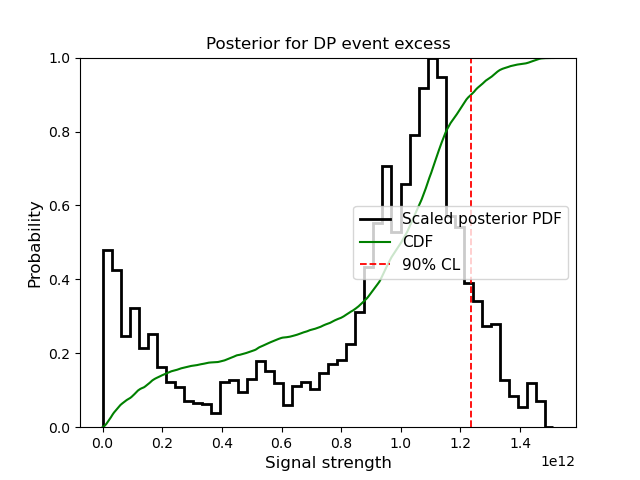 Posterior for DP event excess
Probability
1.0
0.8
0.6
0.4
0.2
0.0
Scaled posterior PDF
CDF
90% CL
0.0 0.2 0.4 0.6 0.8 1.0 1.2 1.4
1e12
Signal strength